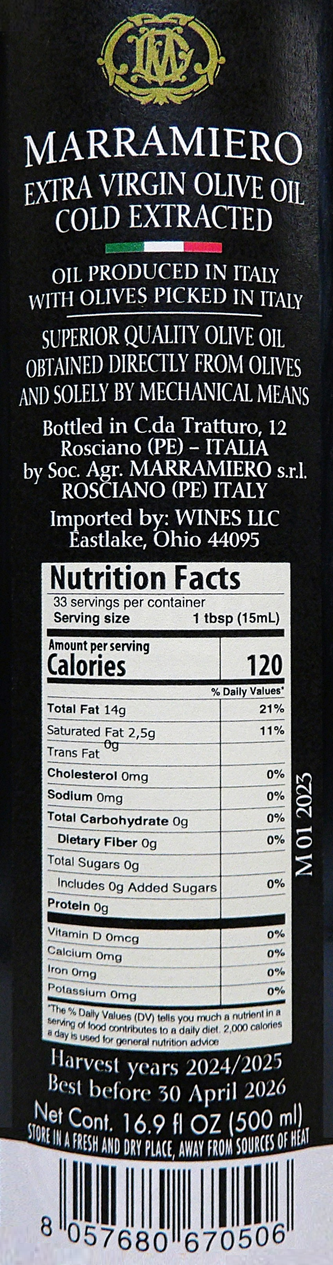 MARRAMIERO
EXTRA VIRGIN OLIVE OIL
COLD EXTRACTED
OIL PRODUCED IN ITALY
WITH OLIVES PICKED IN ITALY
SUPERIOR QUALITY OLIVE OIL
OBTAINED DIRECTLY FROM OLIVES
AND SOLELY BY MECHANICAL MEANS
Bottled in C.da Tratturo, 12
Rosciano (PE) – ITALIA
by Soc. Agr. MARRAMIERO s.r.l.
ROSCIANO (PE) ITALY
Imported by: WINES LLC
Eastlake, Ohio 44095
Nutrition Facts
33 servings per container
Serving size 1 tbsp (15mL)
Amount per serving
Calories 120
% Daily Values*
Total Fat 14g 21%
Saturated Fat 2,5g 11%
Trans Fat 0g
Cholesterol 0mg 0%
Sodium 0mg 0%
Total Carbohydrate 0g 0%
Dietary Fiber 0g 0%
Total Sugars 0g
Includes 0g Added Sugars 0%
Protein 0g
Vitamin D 0mcg 0%
Calcium 0mg 0%
Iron 0mg 0%
Potassium 0mg 0%
*The % Daily Values (DV) tells you much a nutrient in a
serving of food contributes to a daily diet. 2,000 calories
a day is used for general nutrition advice
M 01 2023
Harvest years 2024/2025
Best before 30 April 2026
Net Cont. 16.9 fl OZ (500 ml)
STORE IN A FRESH AND DRY PLACE, AWAY FROM SOURCES OF HEAT
8 057680 670506